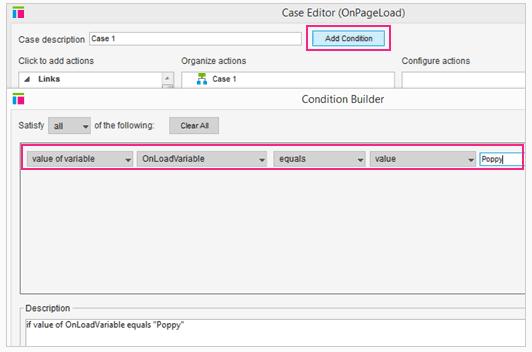 Case Editor (OnPageLoad)
Case description Case 1 Add Condition
Click to add actions Organize actions Configure actions
Links Case 1
Condition Builder
Satisfy all of the following: Clear All
value of variable OnLoadVariable equals value Poppy
Description
if value of OnLoadVariable equals "Poppy"